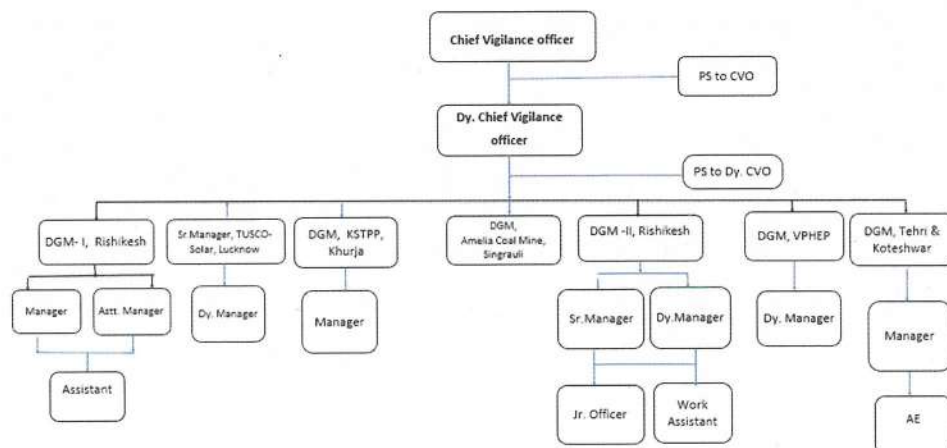 Chief Vigilance officer
PS to CVO
Dy. Chief Vigilance
officer
PS to Dy. CVO
DGM- I, Rishikesh
Sr.Manager, TUSCO-
Solar, Lucknow
DGM, KSTPP,
Khurja
DGM,
Amelia Coal Mine,
Singrauli
DGM -II, Rishikesh
DGM, VPHEP
DGM, Tehri &
Koteshwar
Manager
Astt. Manager
Dy. Manager
Manager
Sr.Manager
Dy.Manager
Dy. Manager
Manager
Assistant
Jr. Officer
Work
Assistant
AE